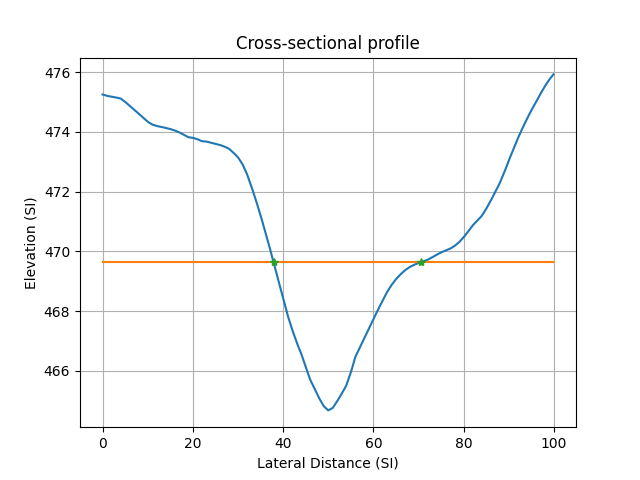 Cross-sectional profile
476
474
472
470
468
466
Elevation (SI)
0 20 40 60 80 100
Lateral Distance (SI)